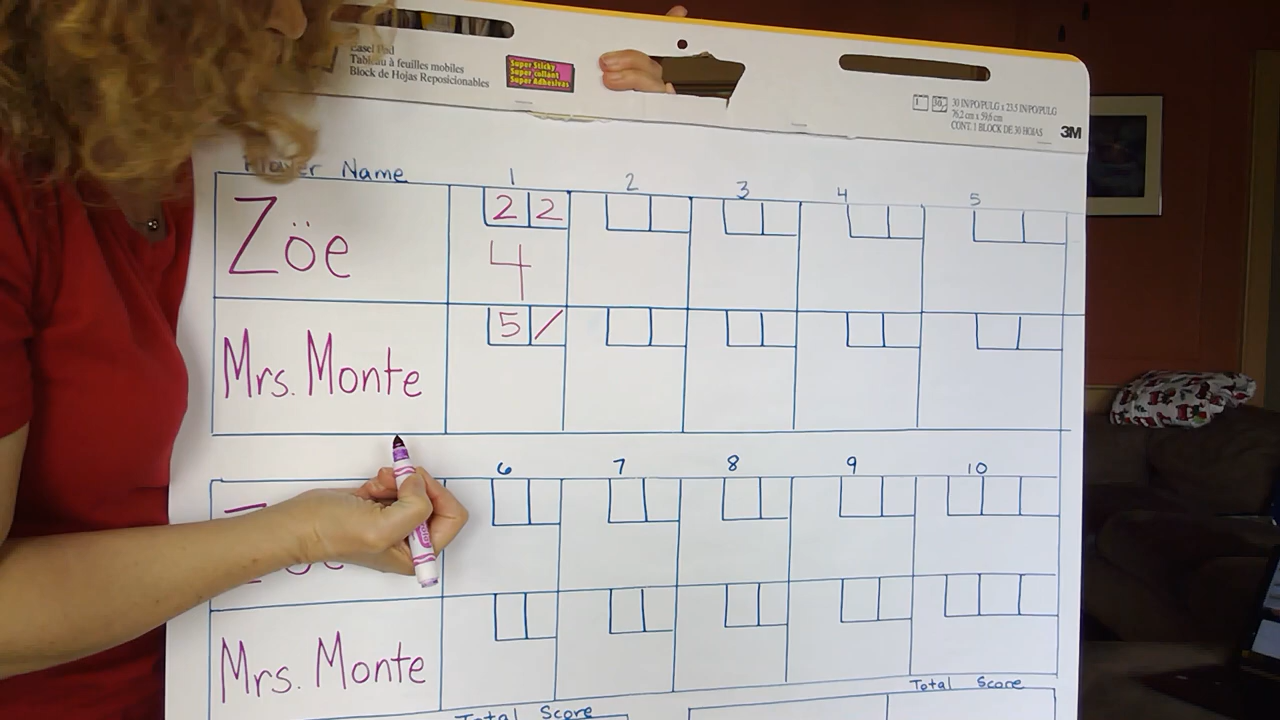 Easel Pad
Tableau à feuilles mobiles
Block de Hojas Reposicionables
Super Sticky
Super collant
Super Adhesivas
30 IN/PO/PULG x 23.5 IN/PO/PULG
76,2 cm x 59,6 cm
CONT. 1 BLOCK DE 30 HOJAS
3M
Player Name 1 2 3 4 5
Zöe 2 2
4
Mrs. Monte 5 /
6 7 8 9 10
Mrs. Monte
Total Score
Total Score